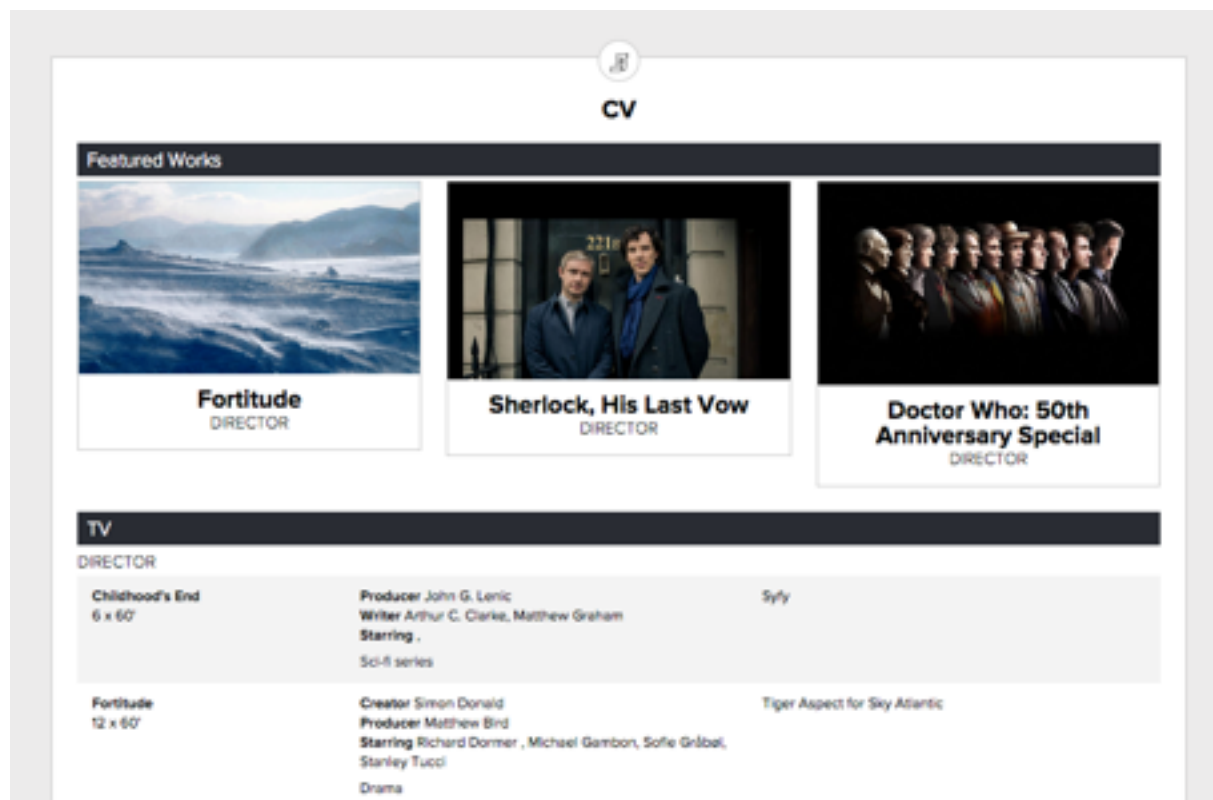 CV
Featured Works
221
Fortitude
DIRECTOR
Sherlock, His Last Vow
DIRECTOR
Doctor Who: 50th
Anniversary Special
DIRECTOR
TV
DIRECTOR
Childhood's End
6 x 60'
Producer John G. Lenic
Writer Arthur C. Clarke, Matthew Graham
Starring ,
Sci-fi series
Syfy
Fortitude
12 x 60'
Creator Simon Donald
Producer Matthew Bird
Starring Richard Dormer , Michael Gambon, Sofie Gråbøl,
Stanley Tucci
Drama
Tiger Aspect for Sky Atlantic